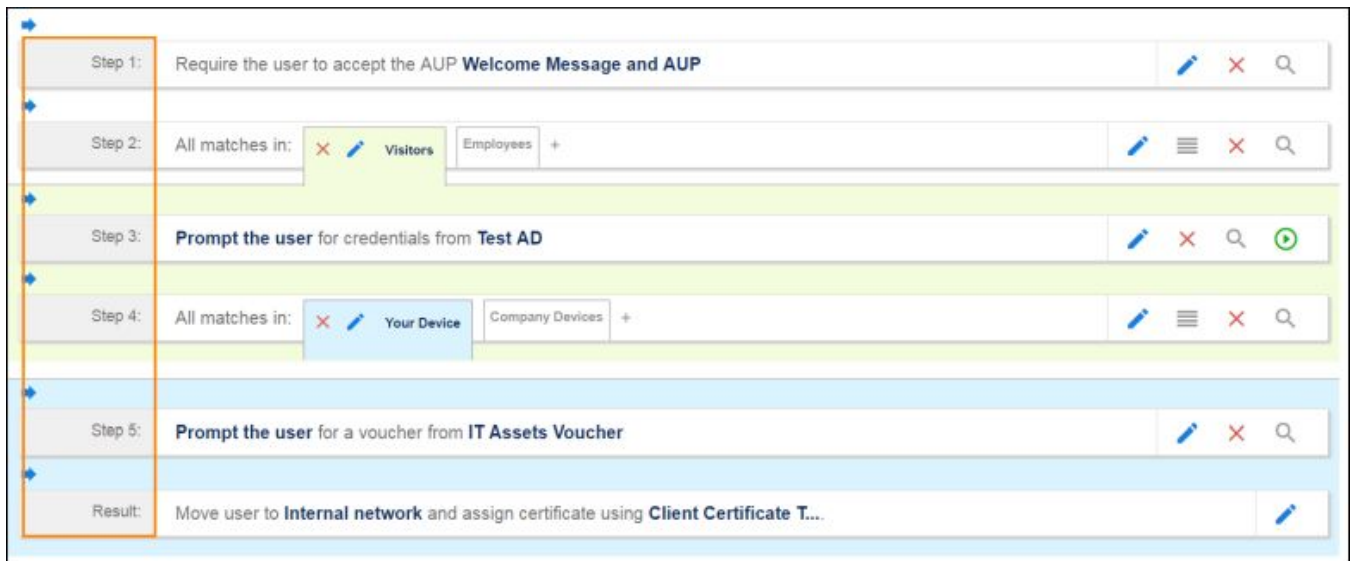 Step 1: Require the user to accept the AUP Welcome Message and AUP
Step 2: All matches in: Visitors Employees +
Step 3: Prompt the user for credentials from Test AD
Step 4: All matches in: Your Device Company Devices +
Step 5: Prompt the user for a voucher from IT Assets Voucher
Result: Move user to Internal network and assign certificate using Client Certificate T....